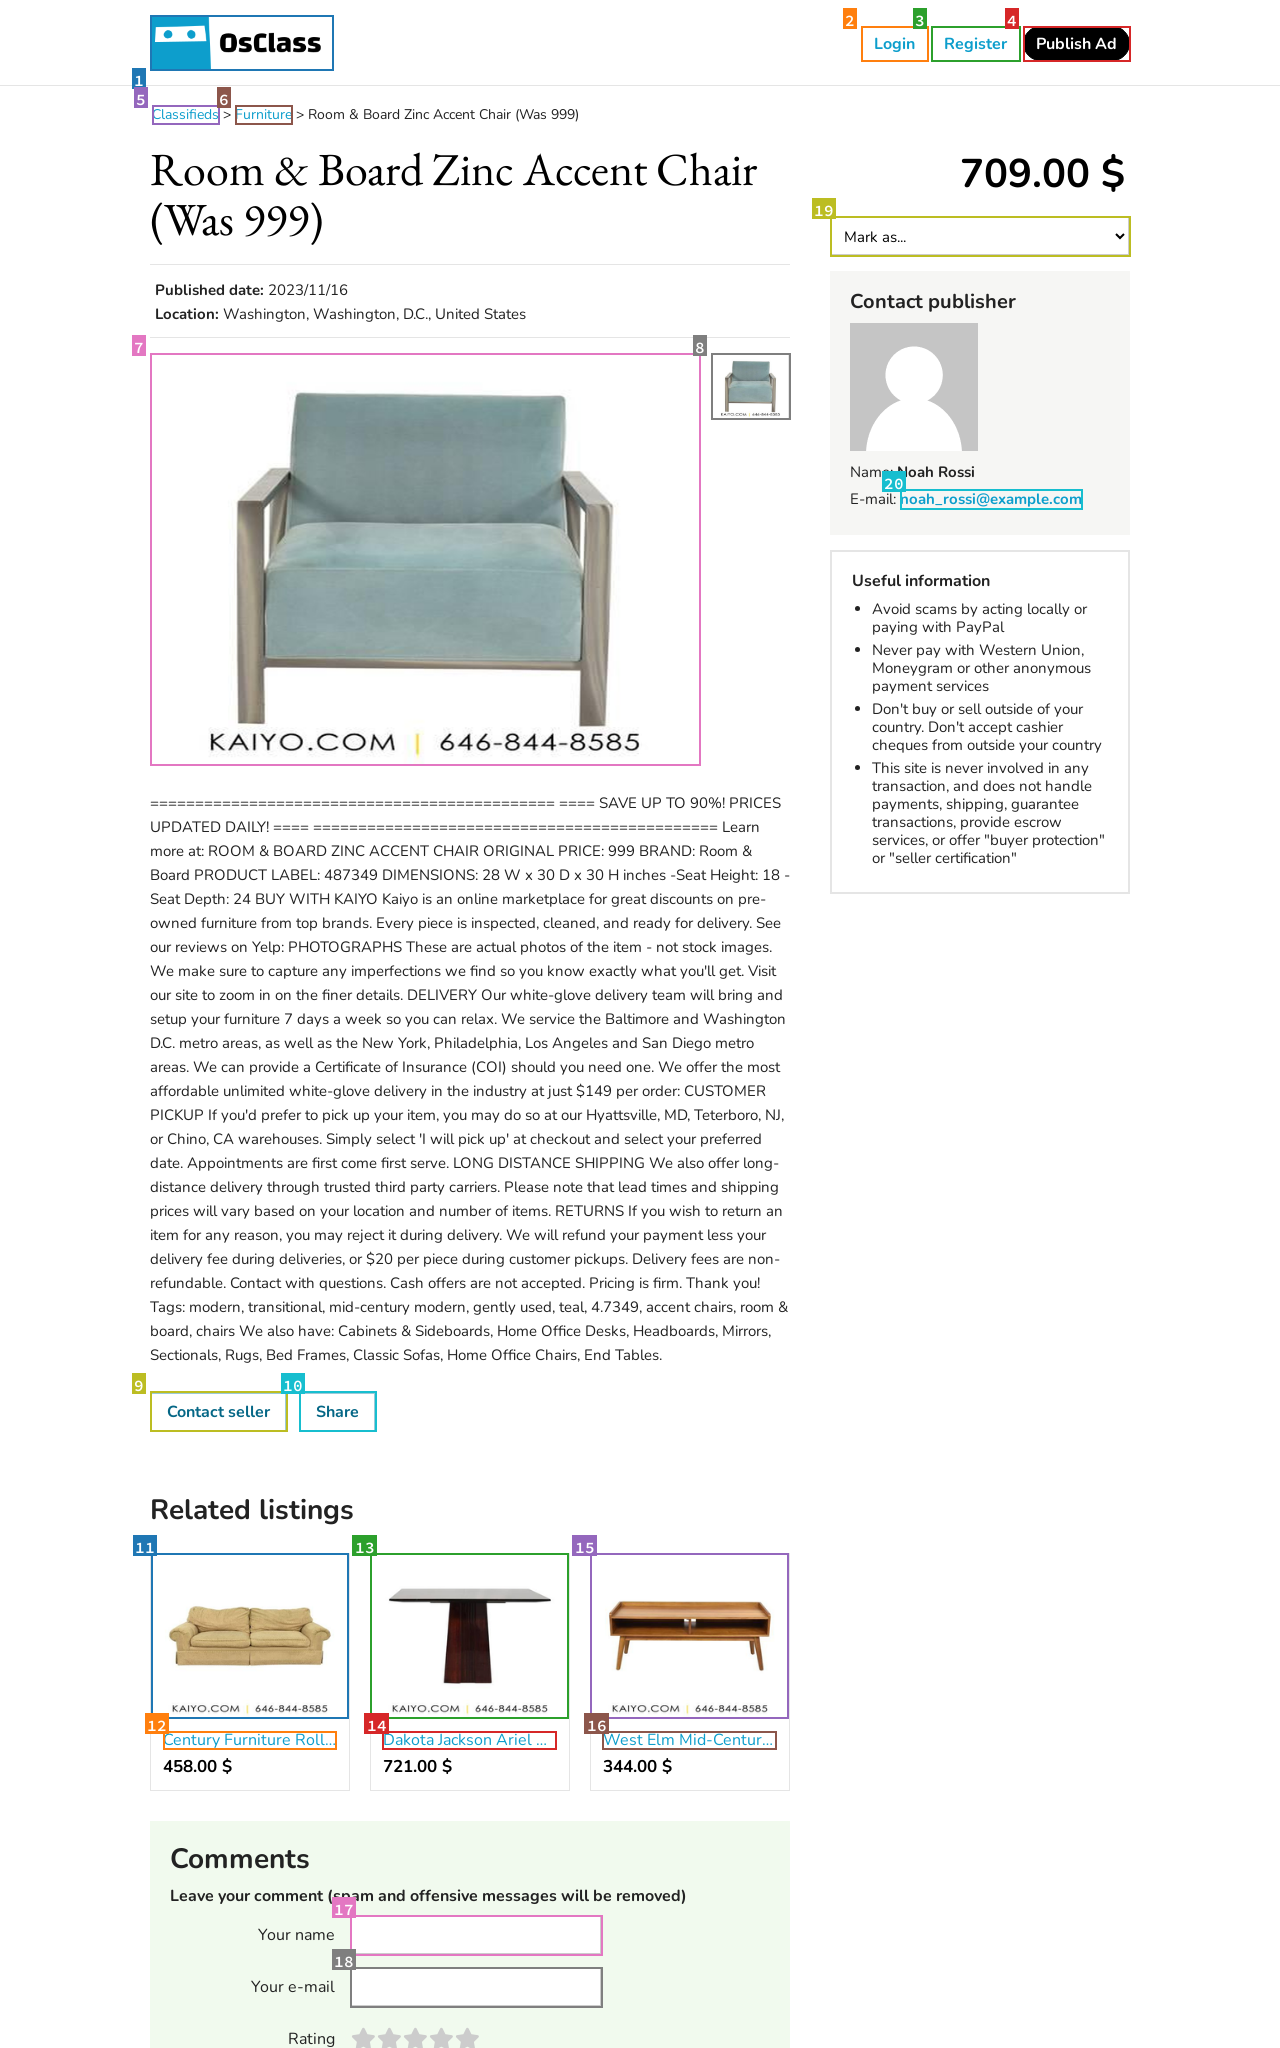 OsClass
2
Login
3
Register
4
Publish Ad
1
5
Classifieds > 6 Furniture > Room & Board Zinc Accent Chair (Was 999)
Room & Board Zinc Accent Chair
(Was 999)
709.00 $
19
Mark as...
Published date: 2023/11/16
Location: Washington, Washington, D.C., United States
Contact publisher
Name: Noah Rossi
20
E-mail: noah_rossi@example.com
7
8
KAIYO.COM | 646-844-8585
KAIYO.COM | 646-844-8585
Useful information
Avoid scams by acting locally or
paying with PayPal
Never pay with Western Union,
Moneygram or other anonymous
payment services
Don't buy or sell outside of your
country. Don't accept cashier
cheques from outside your country
This site is never involved in any
transaction, and does not handle
payments, shipping, guarantee
transactions, provide escrow
services, or offer "buyer protection"
or "seller certification"
============================================= ==== SAVE UP TO 90%! PRICES
UPDATED DAILY! ==== ============================================= Learn
more at: ROOM & BOARD ZINC ACCENT CHAIR ORIGINAL PRICE: 999 BRAND: Room &
Board PRODUCT LABEL: 487349 DIMENSIONS: 28 W x 30 D x 30 H inches -Seat Height: 18 -
Seat Depth: 24 BUY WITH KAIYO Kaiyo is an online marketplace for great discounts on pre-
owned furniture from top brands. Every piece is inspected, cleaned, and ready for delivery. See
our reviews on Yelp: PHOTOGRAPHS These are actual photos of the item - not stock images.
We make sure to capture any imperfections we find so you know exactly what you'll get. Visit
our site to zoom in on the finer details. DELIVERY Our white-glove delivery team will bring and
setup your furniture 7 days a week so you can relax. We service the Baltimore and Washington
D.C. metro areas, as well as the New York, Philadelphia, Los Angeles and San Diego metro
areas. We can provide a Certificate of Insurance (COI) should you need one. We offer the most
affordable unlimited white-glove delivery in the industry at just $149 per order: CUSTOMER
PICKUP If you'd prefer to pick up your item, you may do so at our Hyattsville, MD, Teterboro, NJ,
or Chino, CA warehouses. Simply select 'I will pick up' at checkout and select your preferred
date. Appointments are first come first serve. LONG DISTANCE SHIPPING We also offer long-
distance delivery through trusted third party carriers. Please note that lead times and shipping
prices will vary based on your location and number of items. RETURNS If you wish to return an
item for any reason, you may reject it during delivery. We will refund your payment less your
delivery fee during deliveries, or $20 per piece during customer pickups. Delivery fees are non-
refundable. Contact with questions. Cash offers are not accepted. Pricing is firm. Thank you!
Tags: modern, transitional, mid-century modern, gently used, teal, 4.7349, accent chairs, room &
board, chairs We also have: Cabinets & Sideboards, Home Office Desks, Headboards, Mirrors,
Sectionals, Rugs, Bed Frames, Classic Sofas, Home Office Chairs, End Tables.
9
Contact seller
10
Share
Related listings
11
KAIYO.COM | 646-844-8585
12
Century Furniture Roll...
458.00 $
13
KAIYO.COM | 646-844-8585
14
Dakota Jackson Ariel ...
721.00 $
15
KAIYO.COM | 646-844-8585
16
West Elm Mid-Centur...
344.00 $
Comments
Leave your comment (spam and offensive messages will be removed)
17
Your name
18
Your e-mail
Rating